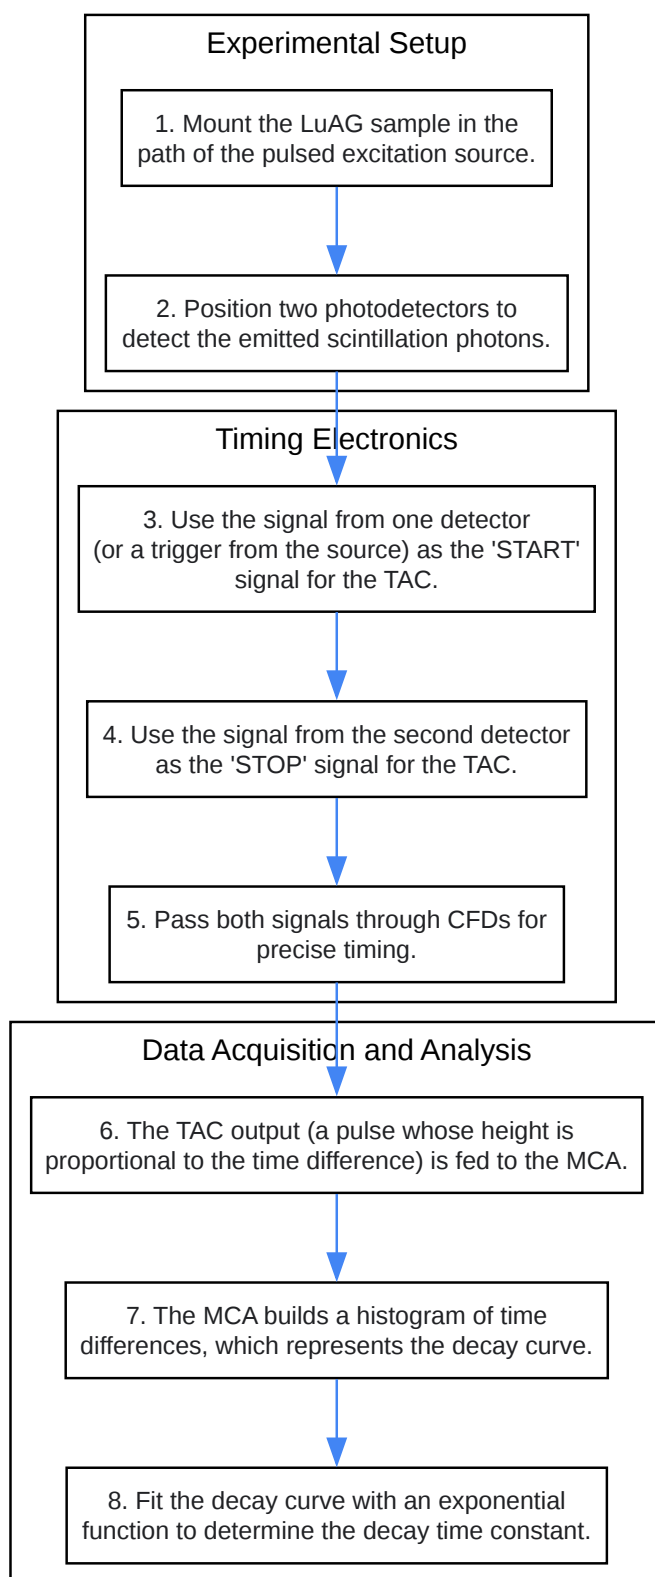 Experimental Setup
1. Mount the LuAG sample in the
path of the pulsed excitation source.
2. Position two photodetectors to
detect the emitted scintillation photons.
Timing Electronics
3. Use the signal from one detector
(or a trigger from the source) as the 'START'
signal for the TAC.
4. Use the signal from the second detector
as the 'STOP' signal for the TAC.
5. Pass both signals through CFDs for
precise timing.
Data Acquisition and Analysis
6. The TAC output (a pulse whose height is
proportional to the time difference) is fed to the MCA.
7. The MCA builds a histogram of time
differences, which represents the decay curve.
8. Fit the decay curve with an exponential
function to determine the decay time constant.